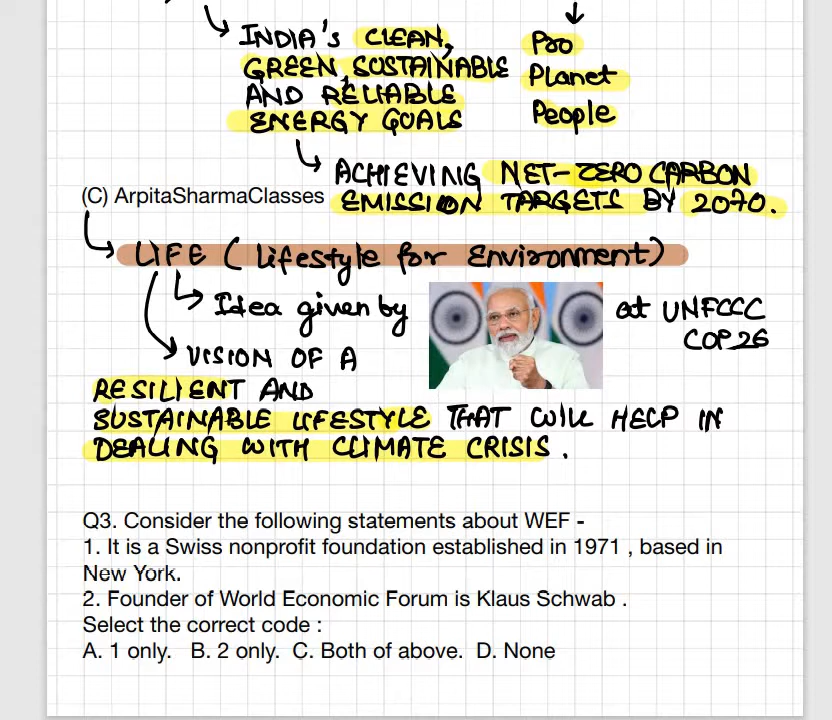 INDIA's CLEAN,
GREEN, SUSTAINABLE
AND RELIABLE
ENERGY GOALS
Pro
Planet
People
ACHIEVING NET-ZERO CARBON
EMISSION TARGETS BY 2070.
(C) ArpitaSharmaClasses
LIFE (Lifestyle for Environment)
Idea given by at UNFCCC
COP26
VISION OF A
RESILIENT AND
SUSTAINABLE LIFESTYLE THAT WILL HELP IN
DEALING WITH CLIMATE CRISIS.
Q3. Consider the following statements about WEF -
1. It is a Swiss nonprofit foundation established in 1971 , based in
New York.
2. Founder of World Economic Forum is Klaus Schwab .
Select the correct code :
A. 1 only. B. 2 only. C. Both of above. D. None